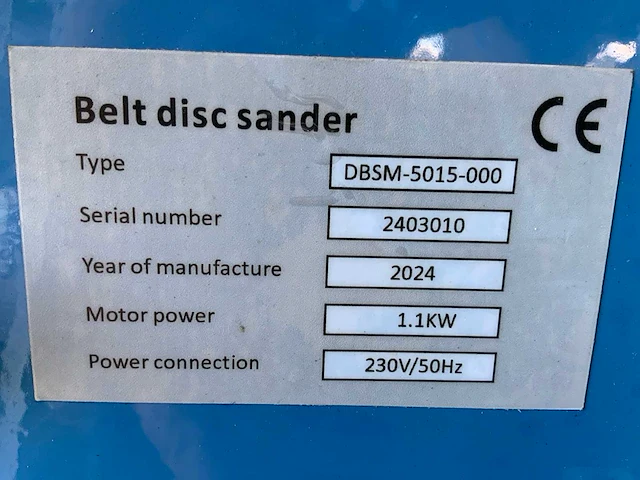 Belt disc sander CE
Type DBSM-5015-000
Serial number 2403010
Year of manufacture 2024
Motor power 1.1KW
Power connection 230V/50Hz